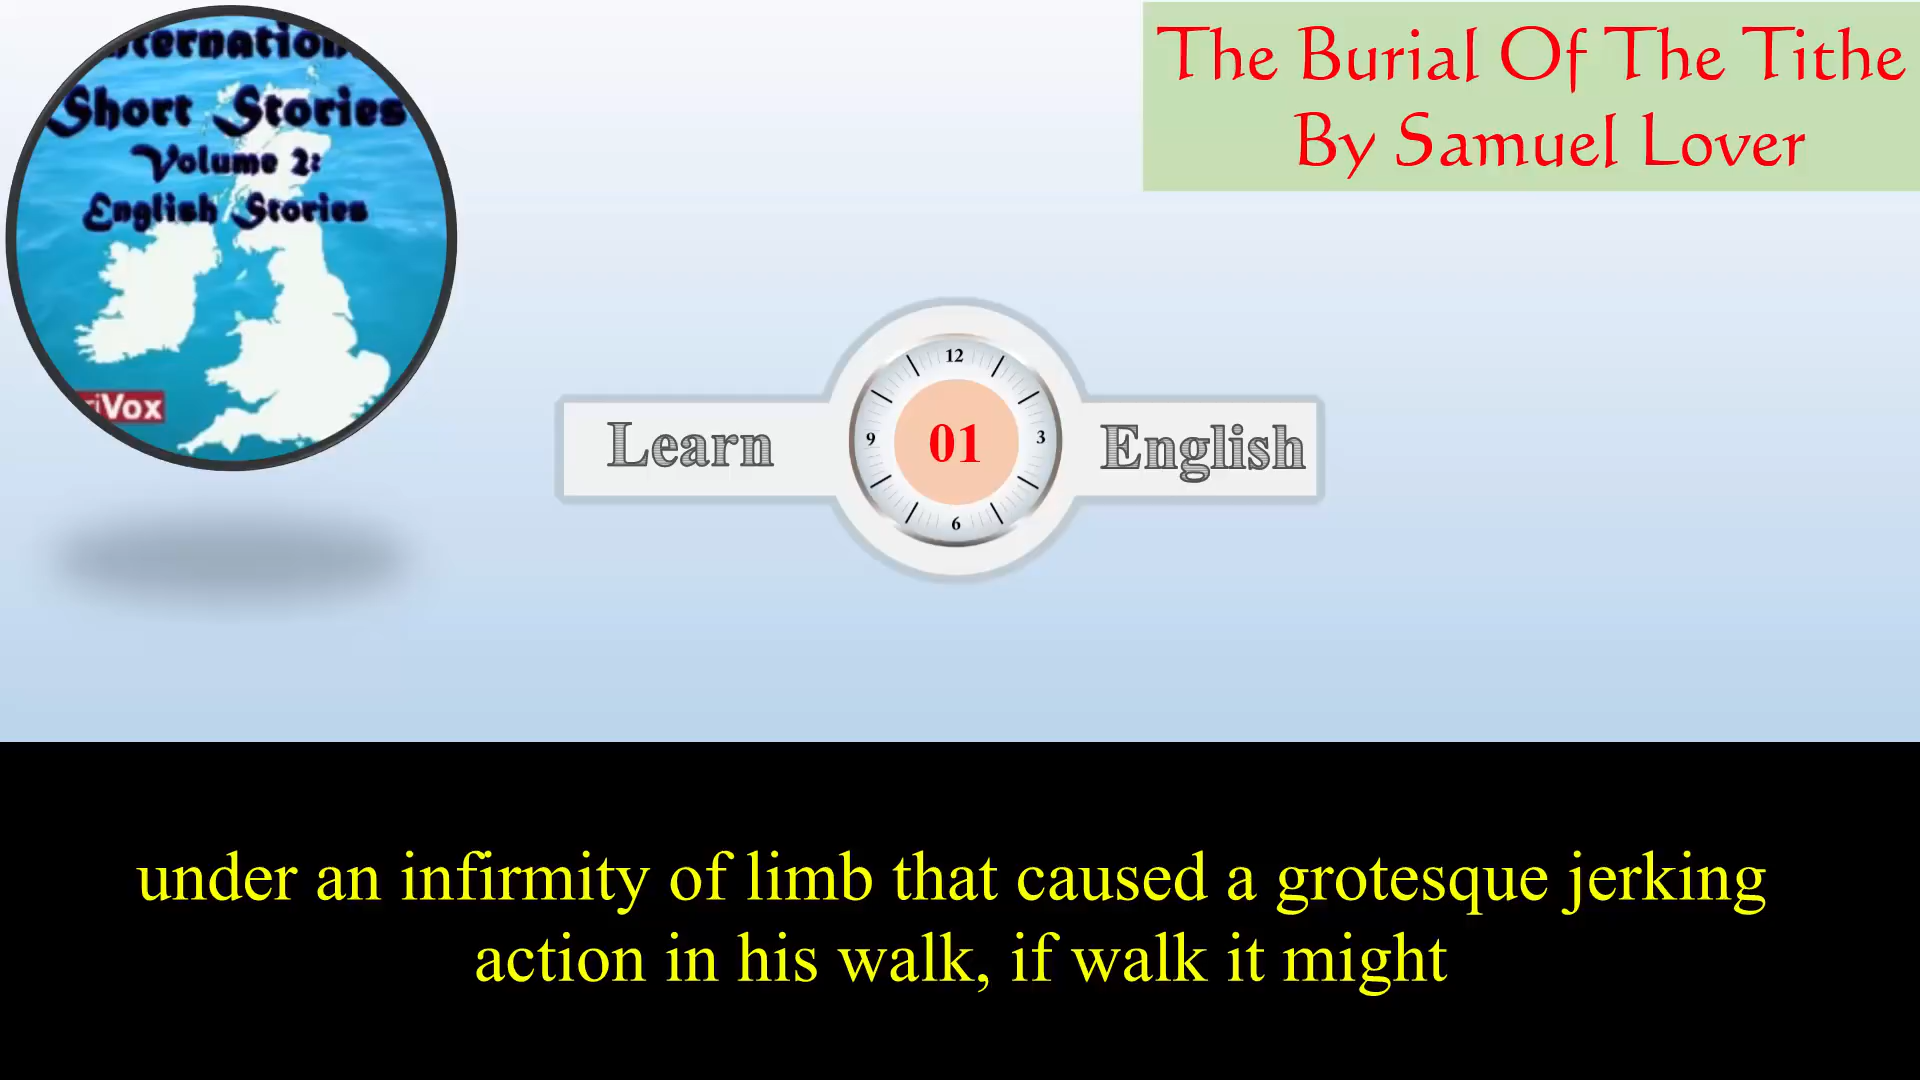 Short Stories
Volume 2:
English Stories
Vox
The Burial Of The Tithe
By Samuel Lover
12
9
3
6
Learn
01
English
under an infirmity of limb that caused a grotesque jerking
action in his walk, if walk it might